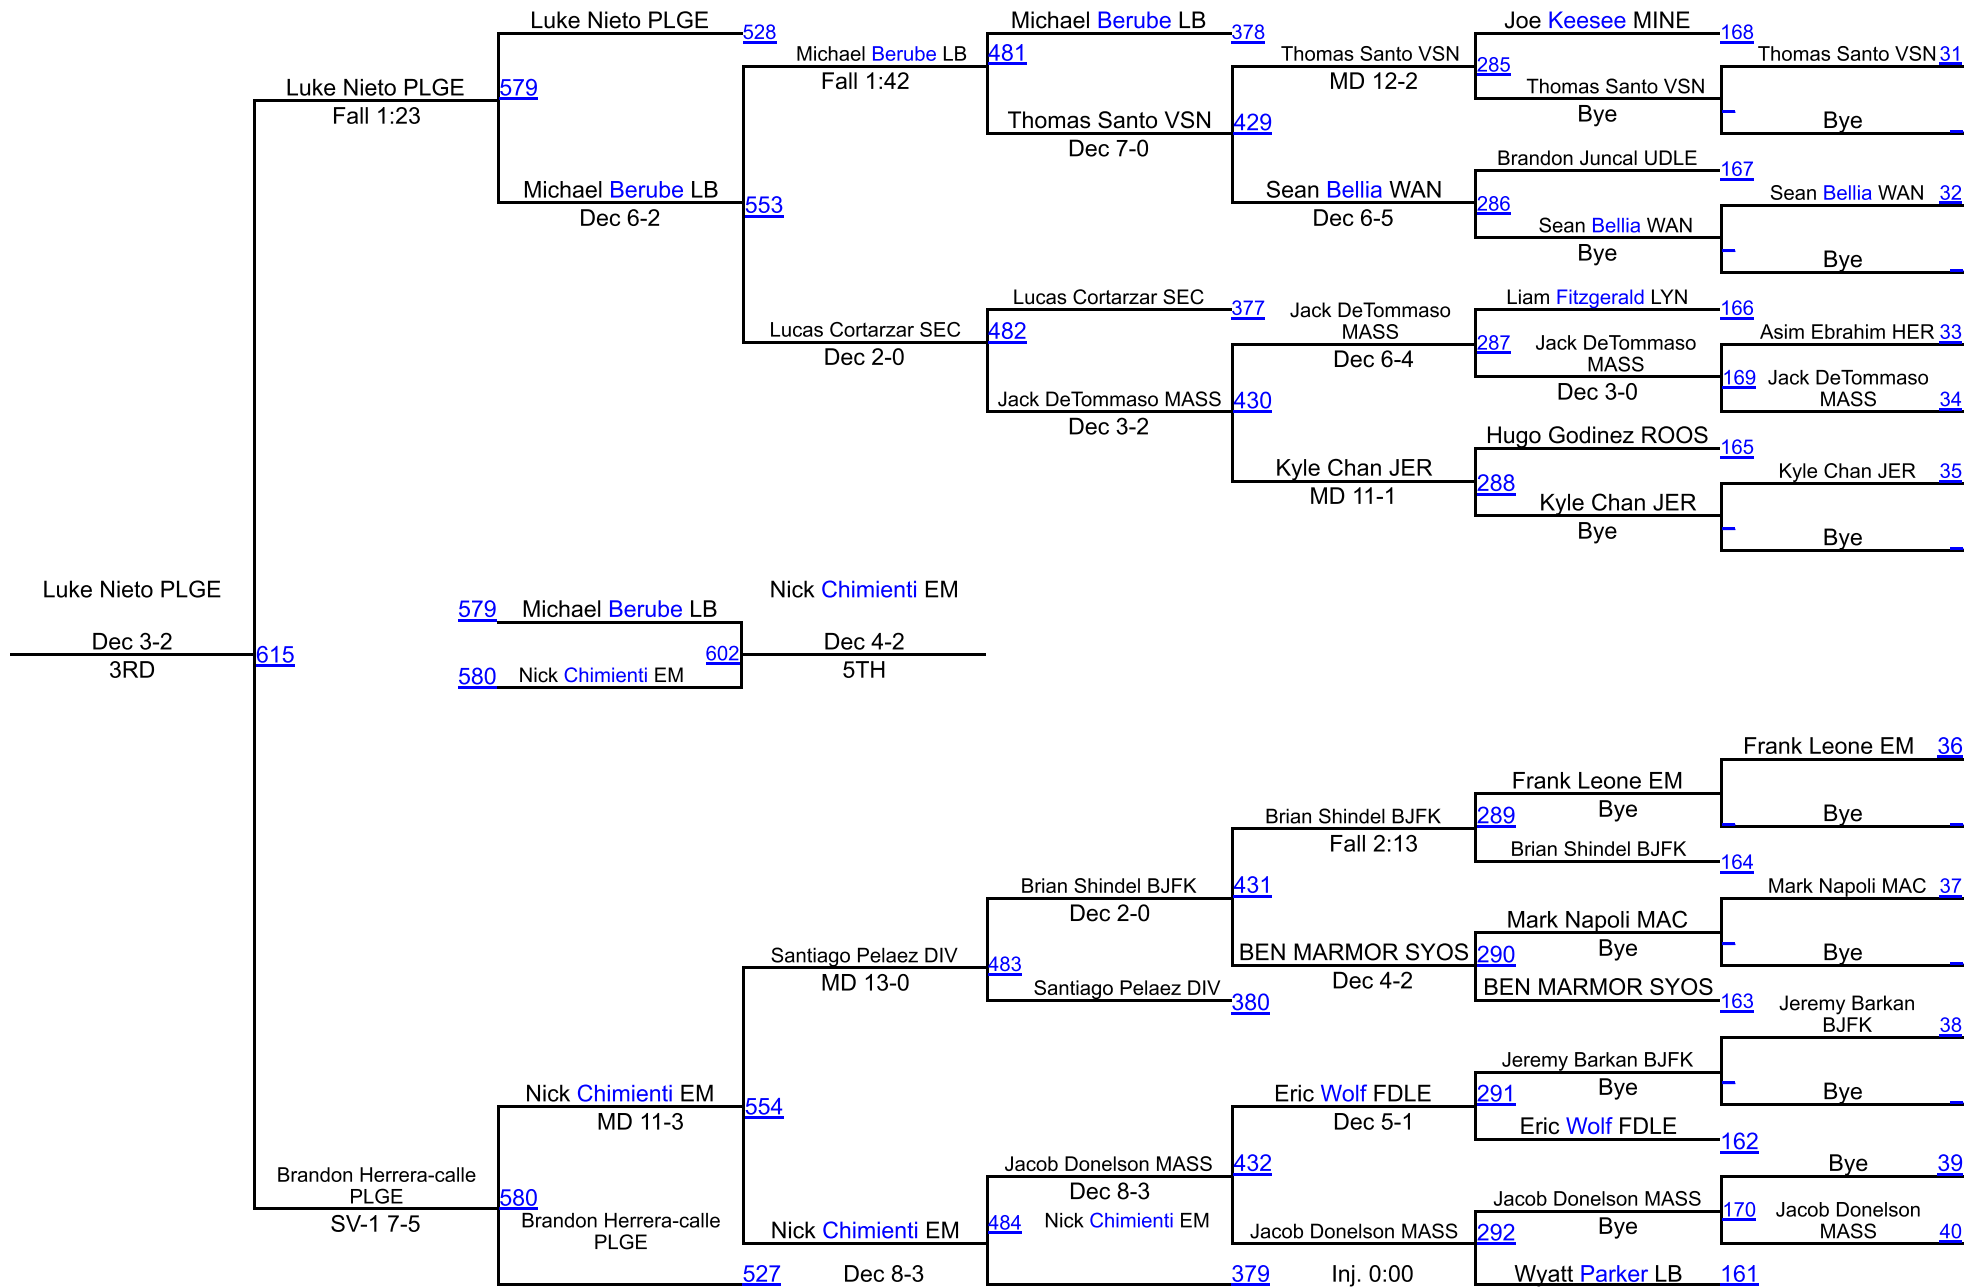 Luke Nieto PLGE
528
Michael Berube LB
378
Joe Keesee MINE
168
Michael Berube LB
481
Thomas Santo VSN
285
Thomas Santo VSN 31
Luke Nieto PLGE
579
Fall 1:42
MD 12-2
Thomas Santo VSN
Fall 1:23
Thomas Santo VSN
429
Bye
Bye
Dec 7-0
Brandon Juncal UDLE
167
Michael Berube LB
553
Sean Bellia WAN
286
Sean Bellia WAN 32
Dec 6-2
Dec 6-5
Sean Bellia WAN
Bye
Bye
Lucas Cortarzar SEC
377
Jack DeTommaso
MASS
Liam Fitzgerald LYN
166
Lucas Cortarzar SEC
482
287
Jack DeTommaso
MASS
Asim Ebrahim HER 33
Dec 2-0
Dec 6-4
Jack DeTommaso MASS
430
Dec 3-0
169
Jack DeTommaso
MASS
34
Dec 3-2
Hugo Godinez ROOS
165
Kyle Chan JER
288
Kyle Chan JER 35
MD 11-1
Kyle Chan JER
Bye
Bye
Luke Nieto PLGE
579
Michael Berube LB
Nick Chimienti EM
Dec 3-2
615
602
Dec 4-2
3RD
580
Nick Chimienti EM
5TH
Frank Leone EM 36
Frank Leone EM
Brian Shindel BJFK
289
Bye
Bye
Fall 2:13
Brian Shindel BJFK
164
Brian Shindel BJFK
431
Mark Napoli MAC 37
Dec 2-0
Mark Napoli MAC
Santiago Pelaez DIV
483
BEN MARMOR SYOS
290
Bye
Bye
MD 13-0
Santiago Pelaez DIV
380
Dec 4-2
BEN MARMOR SYOS
163
Jeremy Barkan
BJFK
38
Jeremy Barkan BJFK
Nick Chimienti EM
554
Eric Wolf FDLE
291
Bye
Bye
MD 11-3
Dec 5-1
Eric Wolf FDLE
162
Brandon Herrera-calle
PLGE
Jacob Donelson MASS
432
Bye 39
580
Dec 8-3
Jacob Donelson MASS
SV-1 7-5
Brandon Herrera-calle
PLGE
Nick Chimienti EM
484
Nick Chimienti EM
Jacob Donelson MASS
292
Bye
170
Jacob Donelson
MASS
40
527
Dec 8-3
379
Inj. 0:00
Wyatt Parker LB
161